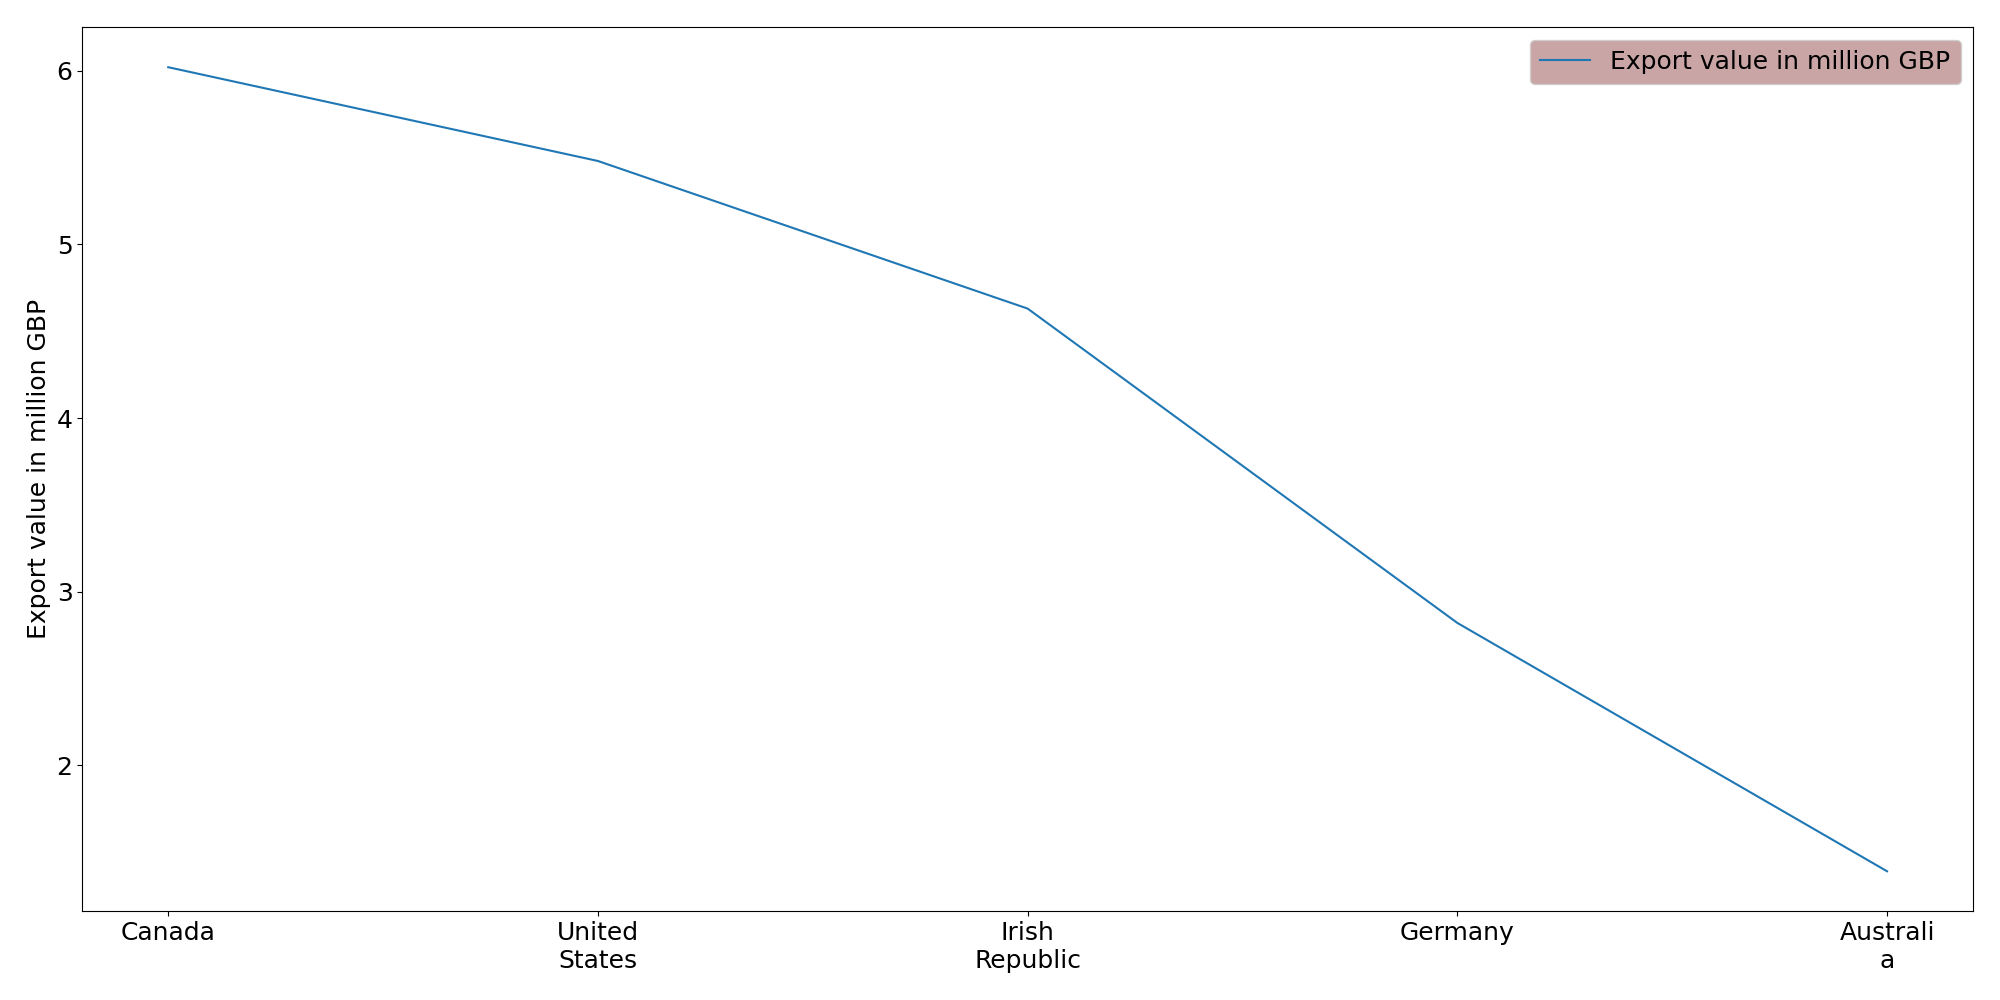 Export value in million GBP
6
5
4
3
2
Export value in million GBP
Canada
United
States
Irish
Republic
Germany
Australi
a